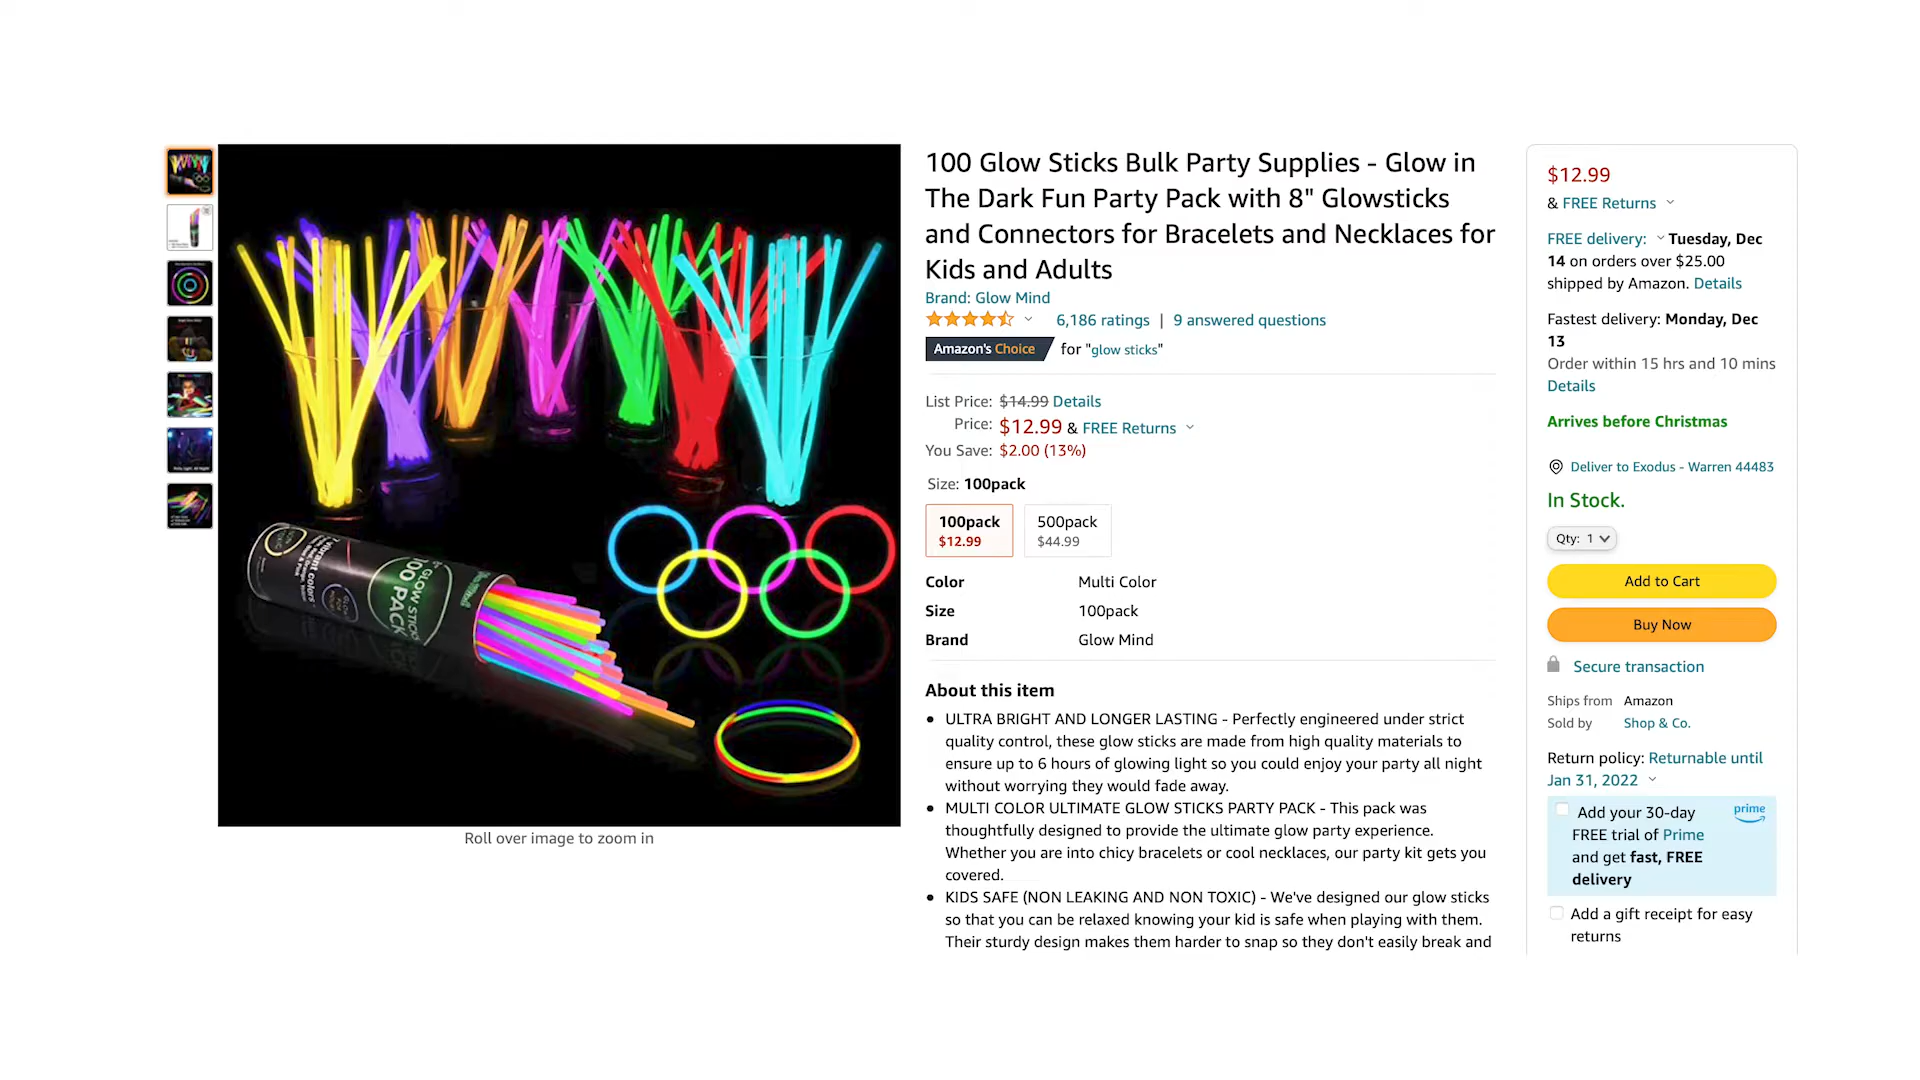 100 Glow Sticks Bulk Party Supplies - Glow in
The Dark Fun Party Pack with 8" Glowsticks
and Connectors for Bracelets and Necklaces for
Kids and Adults
Brand: Glow Mind
6,186 ratings | 9 answered questions
Amazon's Choice for "glow sticks"
List Price: $14.99 Details
Price: $12.99 & FREE Returns
You Save: $2.00 (13%)
Size: 100pack
100pack 500pack
$12.99 $44.99
Color Multi Color
Size 100pack
Brand Glow Mind
About this item
• ULTRA BRIGHT AND LONGER LASTING - Perfectly engineered under strict
quality control, these glow sticks are made from high quality materials to
ensure up to 6 hours of glowing light so you could enjoy your party all night
without worrying they would fade away.
• MULTI COLOR ULTIMATE GLOW STICKS PARTY PACK - This pack was
thoughtfully designed to provide the ultimate glow party experience.
Whether you are into chicy bracelets or cool necklaces, our party kit gets you
covered.
• KIDS SAFE (NON LEAKING AND NON TOXIC) - We've designed our glow sticks
so that you can be relaxed knowing your kid is safe when playing with them.
Their sturdy design makes them harder to snap so they don't easily break and
GLOW STICKS
100 PACK
7 vibrant colors
Roll over image to zoom in
$12.99
& FREE Returns
FREE delivery: Tuesday, Dec
14 on orders over $25.00
shipped by Amazon. Details
Fastest delivery: Monday, Dec
13
Order within 15 hrs and 10 mins
Details
Arrives before Christmas
Deliver to Exodus - Warren 44483
In Stock.
Qty: 1
Add to Cart
Buy Now
Secure transaction
Ships from Amazon
Sold by Shop & Co.
Return policy: Returnable until
Jan 31, 2022
Add your 30-day prime
FREE trial of Prime
and get fast, FREE
delivery
Add a gift receipt for easy
returns